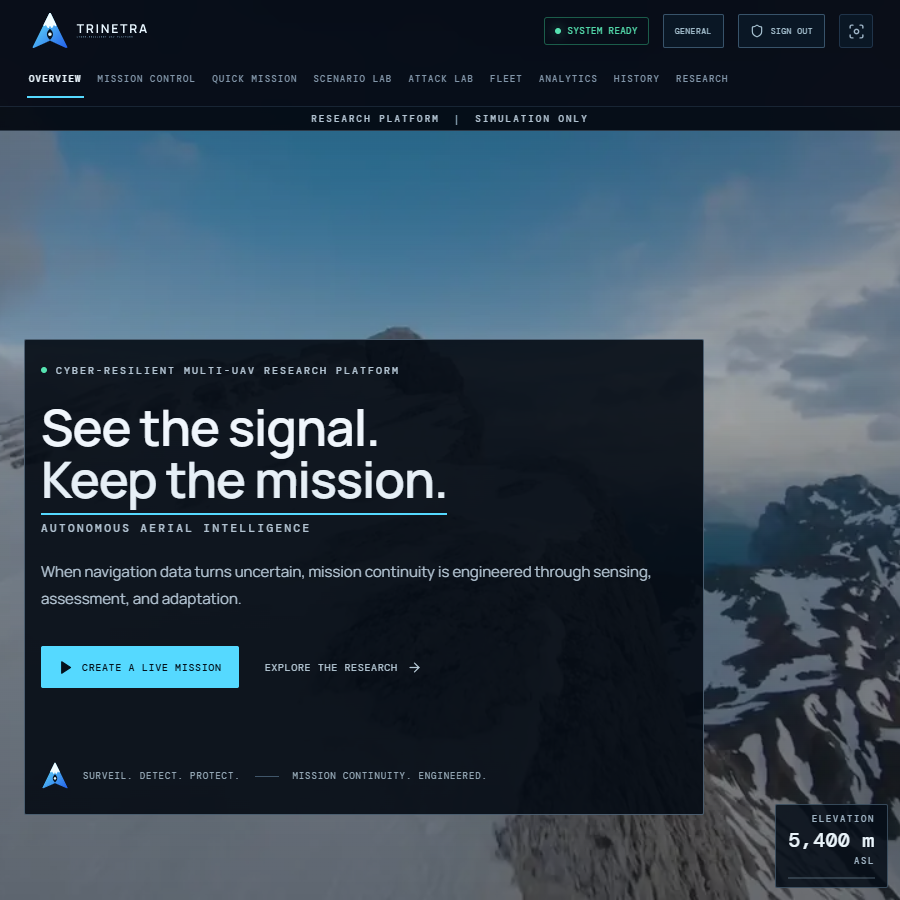 TRINETRA
SYSTEM READY
GENERAL
SIGN OUT
OVERVIEW
MISSION CONTROL
QUICK MISSION
SCENARIO LAB
ATTACK LAB
FLEET
ANALYTICS
HISTORY
RESEARCH
RESEARCH PLATFORM | SIMULATION ONLY
CYBER-RESILIENT MULTI-UAV RESEARCH PLATFORM
See the signal.
Keep the mission.
AUTONOMOUS AERIAL INTELLIGENCE
When navigation data turns uncertain, mission continuity is engineered through sensing,
assessment, and adaptation.
CREATE A LIVE MISSION
EXPLORE THE RESEARCH
SURVEIL. DETECT. PROTECT.
MISSION CONTINUITY. ENGINEERED.
ELEVATION
5,400 m
ASL